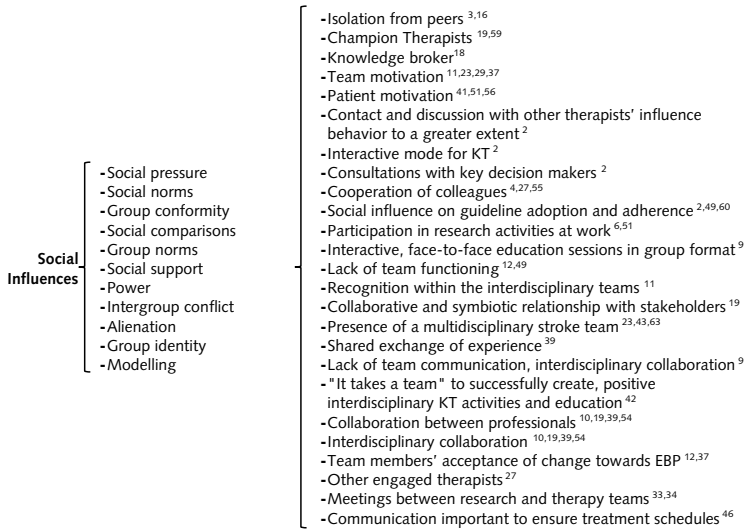 Social
Influences
-Social pressure
-Social norms
-Group conformity
-Social comparisons
-Group norms
-Social support
-Power
-Intergroup conflict
-Alienation
-Group identity
-Modelling
-Isolation from peers 3,16
-Champion Therapists 19,59
-Knowledge broker18
-Team motivation 11,23,29,37
-Patient motivation 41,51,56
-Contact and discussion with other therapists' influence
behavior to a greater extent 2
-Interactive mode for KT 2
-Consultations with key decision makers 2
-Cooperation of colleagues 4,27,55
-Social influence on guideline adoption and adherence 2,49,60
-Participation in research activities at work 6,51
-Interactive, face-to-face education sessions in group format 9
-Lack of team functioning 12,49
-Recognition within the interdisciplinary teams 11
-Collaborative and symbiotic relationship with stakeholders 19
-Presence of a multidisciplinary stroke team 23,43,63
-Shared exchange of experience 39
-Lack of team communication, interdisciplinary collaboration 9
-"It takes a team" to successfully create, positive
interdisciplinary KT activities and education 42
-Collaboration between professionals 10,19,39,54
-Interdisciplinary collaboration 10,19,39,54
-Team members' acceptance of change towards EBP 12,37
-Other engaged therapists 27
-Meetings between research and therapy teams 33,34
-Communication important to ensure treatment schedules 46